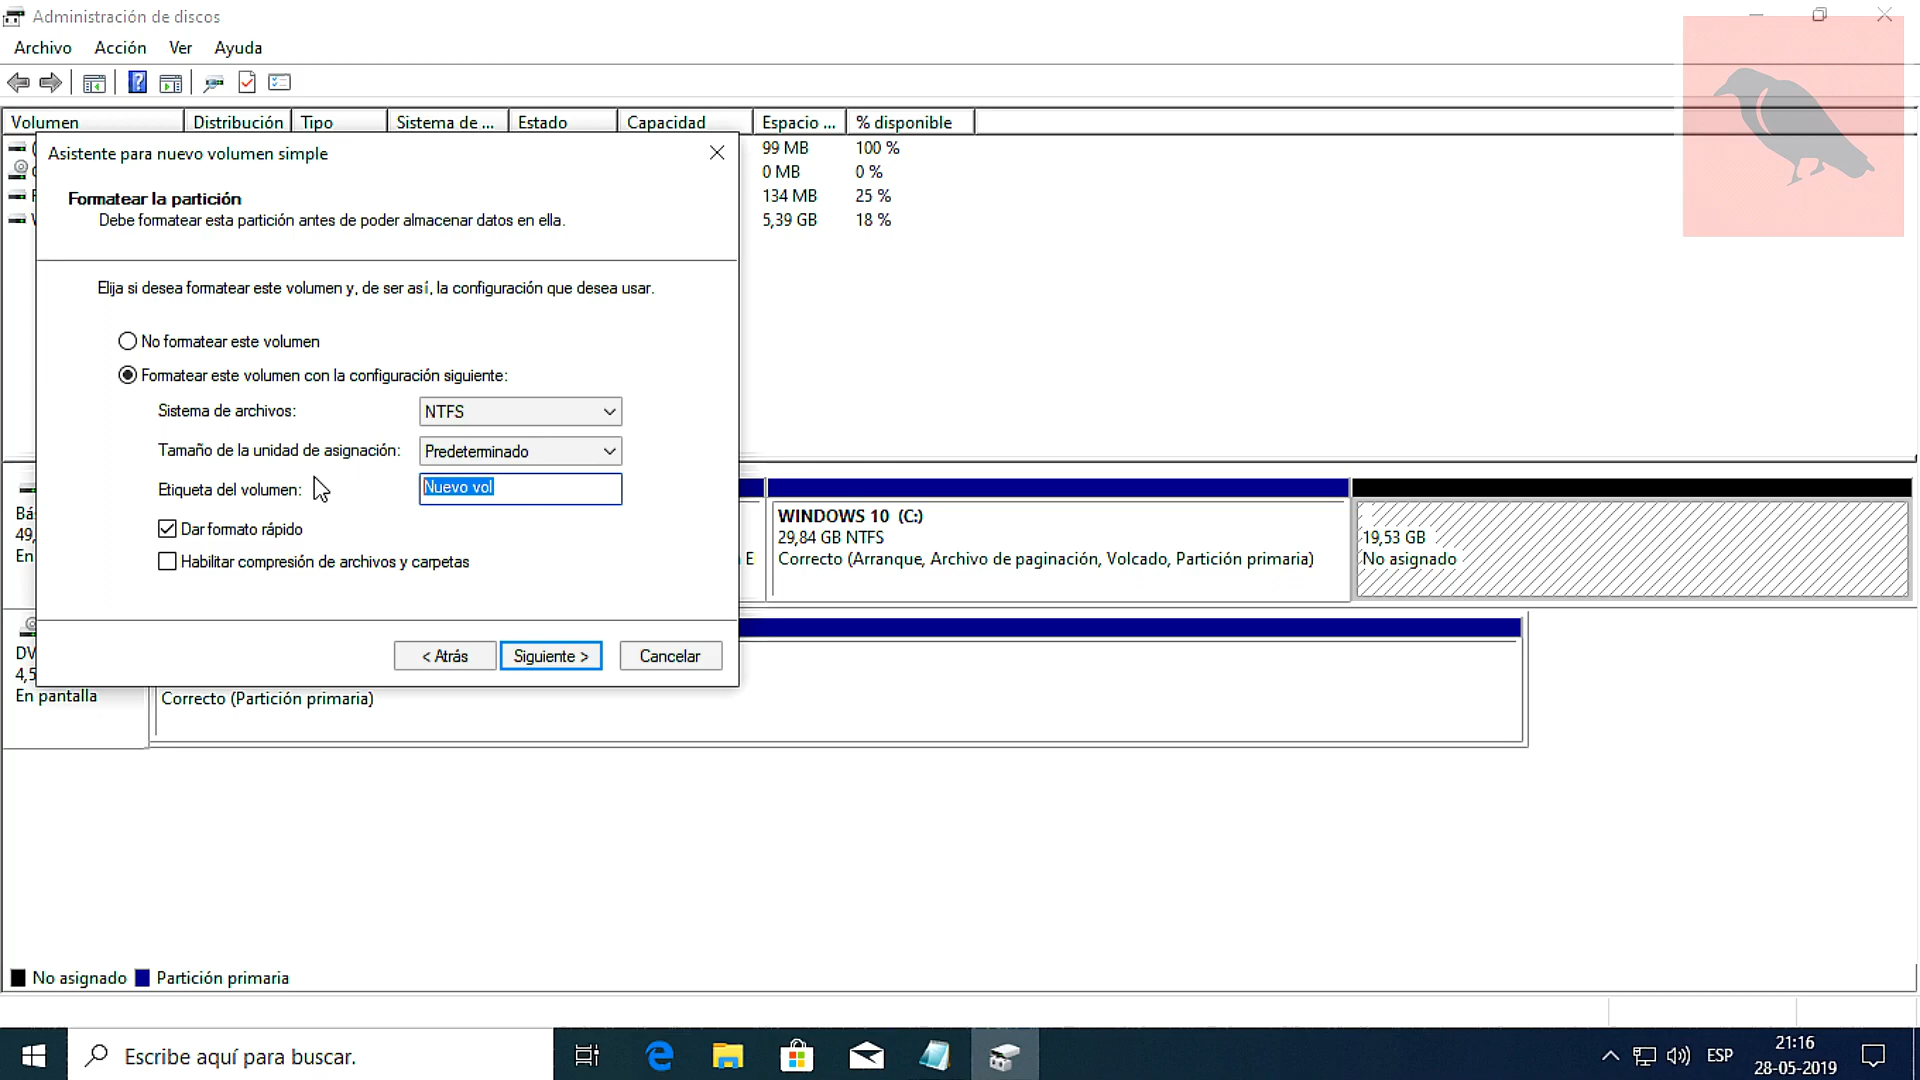 Administración de discos
Archivo Acción Ver Ayuda
Volumen Distribución Tipo Sistema de ... Estado Capacidad Espacio ... % disponible
99 MB 100 %
0 MB 0 %
134 MB 25 %
5,39 GB 18 %
Asistente para nuevo volumen simple
Formatear la partición
Debe formatear esta partición antes de poder almacenar datos en ella.
Elija si desea formatear este volumen y, de ser así, la configuración que desea usar.
No formatear este volumen
Formatear este volumen con la configuración siguiente:
Sistema de archivos: NTFS
Tamaño de la unidad de asignación: Predeterminado
Etiqueta del volumen: Nuevo vol
Dar formato rápido
Habilitar compresión de archivos y carpetas
< Atrás Siguiente > Cancelar
Bá
49,
En
E
WINDOWS 10 (C:)
29,84 GB NTFS
Correcto (Arranque, Archivo de paginación, Volcado, Partición primaria)
19,53 GB
No asignado
DV
4,5
En pantalla
Correcto (Partición primaria)
No asignado Partición primaria
Escribe aquí para buscar.
ESP
21:16
28-05-2019